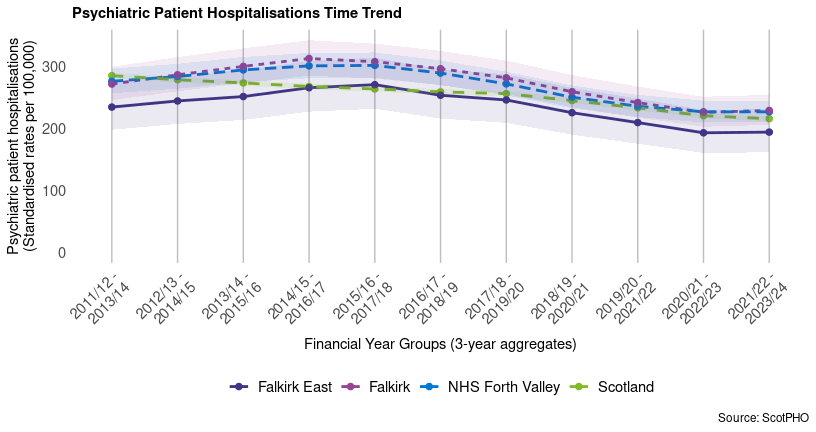 Psychiatric Patient Hospitalisations Time Trend
Psychiatric patient hospitalisations
(Standardised rates per 100,000)
300
200
100
0
2011/12 -
2013/14
2012/13 -
2014/15
2013/14 -
2015/16
2014/15 -
2016/17
2015/16 -
2017/18
2016/17 -
2018/19
2017/18 -
2019/20
2018/19 -
2020/21
2019/20 -
2021/22
2020/21 -
2022/23
2021/22 -
2023/24
Financial Year Groups (3-year aggregates)
Falkirk East
Falkirk
NHS Forth Valley
Scotland
Source: ScotPHO